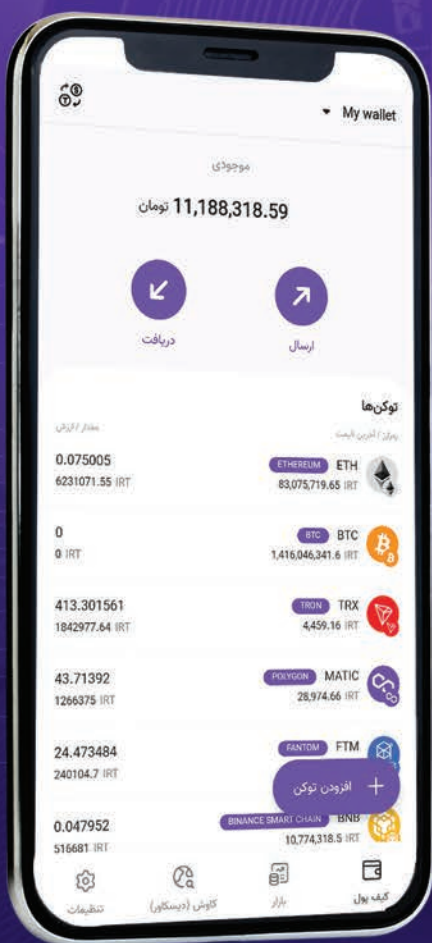 My wallet
موجودی
11,188,318.59 تومان
ارسال
دریافت
توکن‌ها
رمزارز / آخرین قیمت
مقدار / ارزش
ETH ETHEREUM
83,075,719.65 IRT
0.075005
6231071.55 IRT
BTC BTC
1,416,046,341.6 IRT
0
0 IRT
TRX TRON
4,459.16 IRT
413.301561
1842977.64 IRT
MATIC POLYGON
28,974.66 IRT
43.71392
1266375 IRT
FTM FANTOM
24.473484
240104.7 IRT
افزودن توکن
BNB BINANCE SMART CHAIN
10,774,318.5 IRT
0.047952
516681 IRT
کیف پول
بازار
کاوش (دیسکاور)
تنظیمات